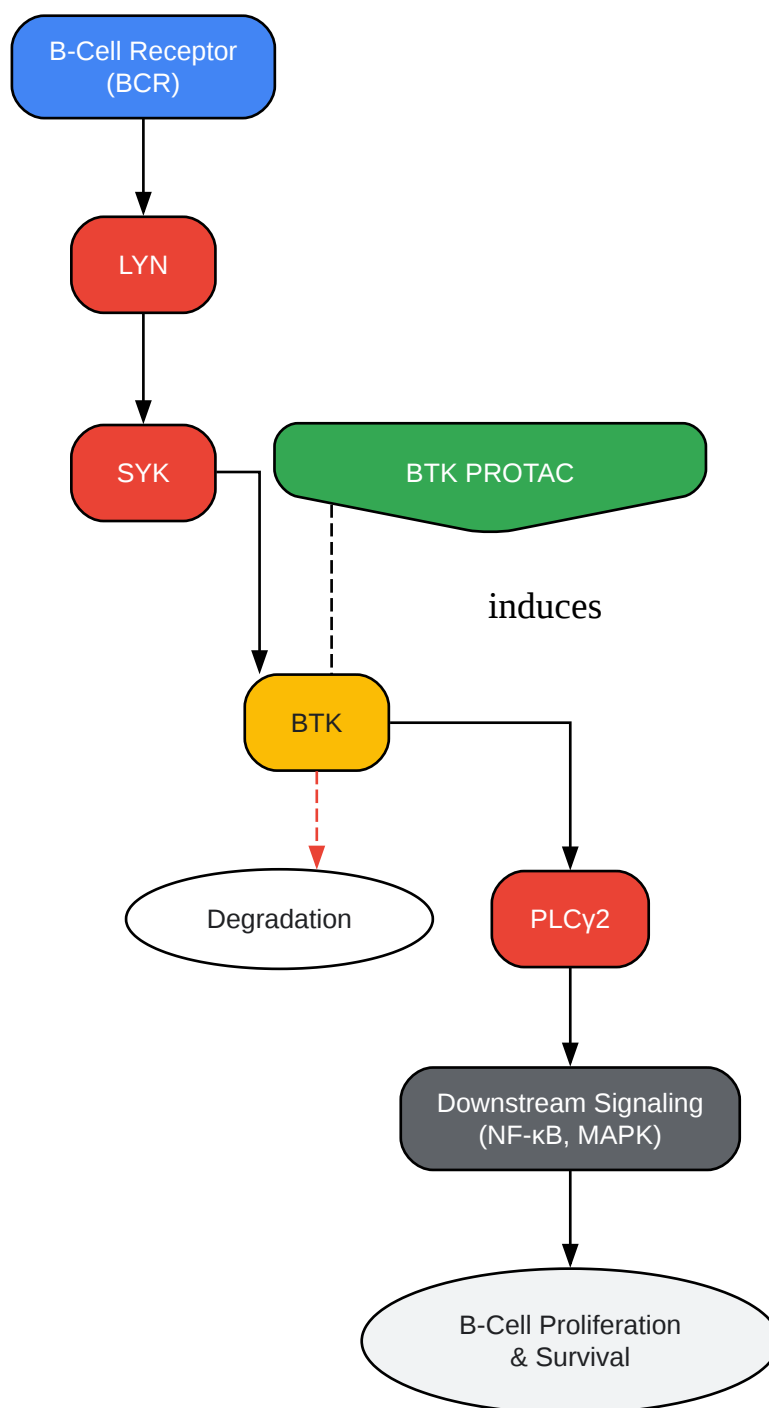 B-Cell Receptor
(BCR)
LYN
SYK
BTK PROTAC
induces
BTK
Degradation
PLCγ2
Downstream Signaling
(NF-κB, MAPK)
B-Cell Proliferation
& Survival